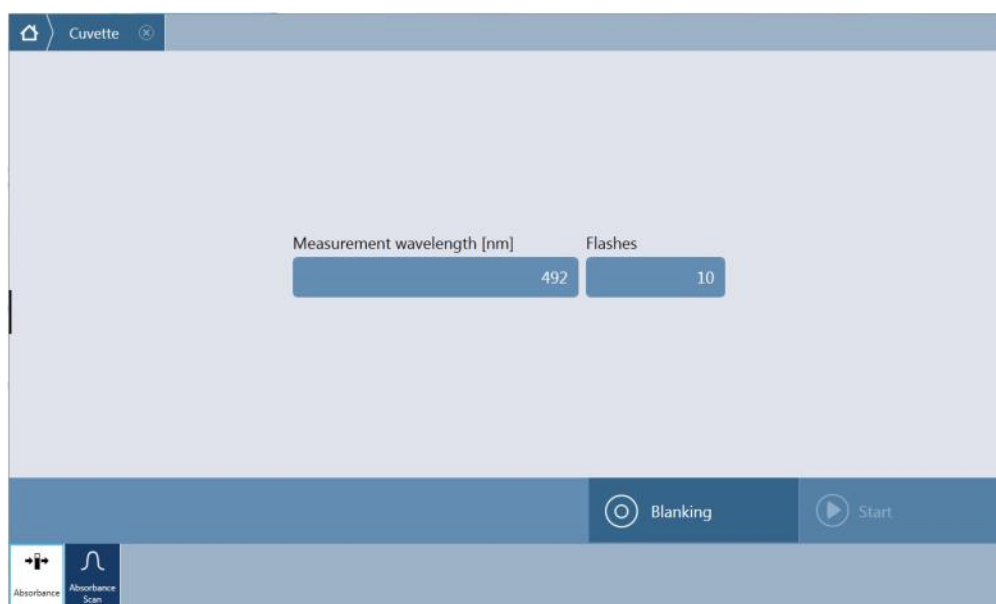 Cuvette
Measurement wavelength [nm]
Flashes
492
10
Blanking
Start
Absorbance
Absorbance
Scan